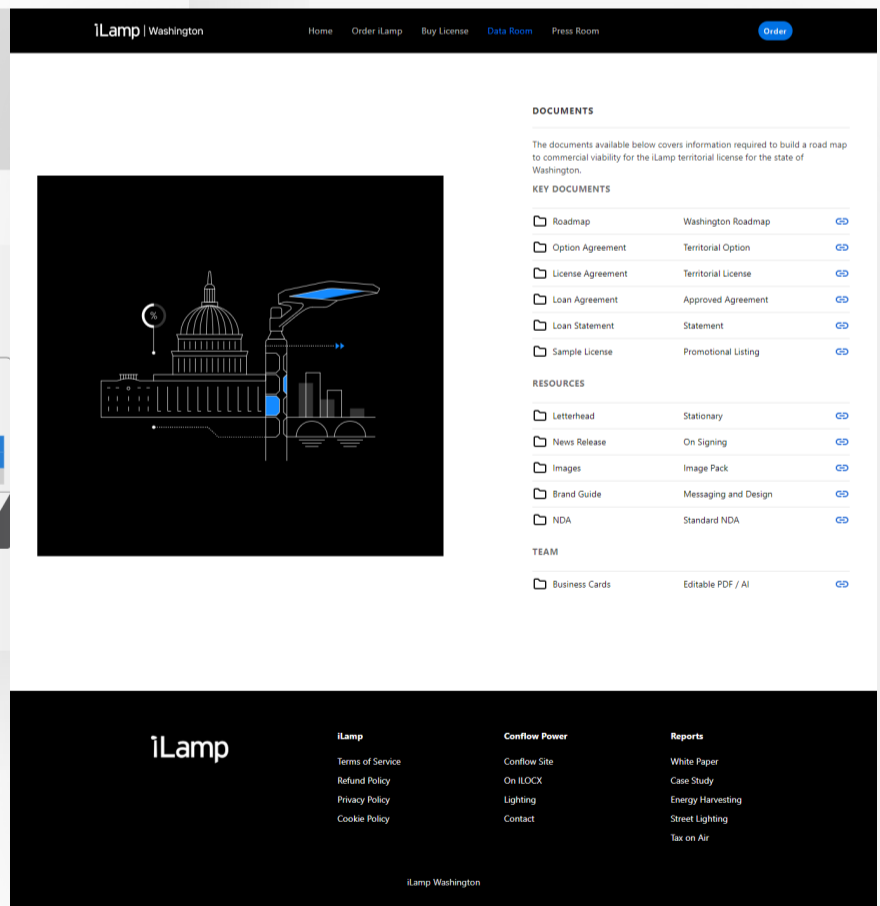 iLamp | Washington
Home
Order iLamp
Buy License
Data Room
Press Room
Order
DOCUMENTS
The documents available below covers information required to build a road map
to commercial viability for the iLamp territorial license for the state of
Washington.
KEY DOCUMENTS
Roadmap Washington Roadmap
Option Agreement Territorial Option
License Agreement Territorial License
Loan Agreement Approved Agreement
Loan Statement Statement
Sample License Promotional Listing
RESOURCES
Letterhead Stationary
News Release On Signing
Images Image Pack
Brand Guide Messaging and Design
NDA Standard NDA
TEAM
Business Cards Editable PDF / AI
%
iLamp
iLamp
Terms of Service
Refund Policy
Privacy Policy
Cookie Policy
Conflow Power
Conflow Site
On ILOCX
Lighting
Contact
Reports
White Paper
Case Study
Energy Harvesting
Street Lighting
Tax on Air
iLamp Washington